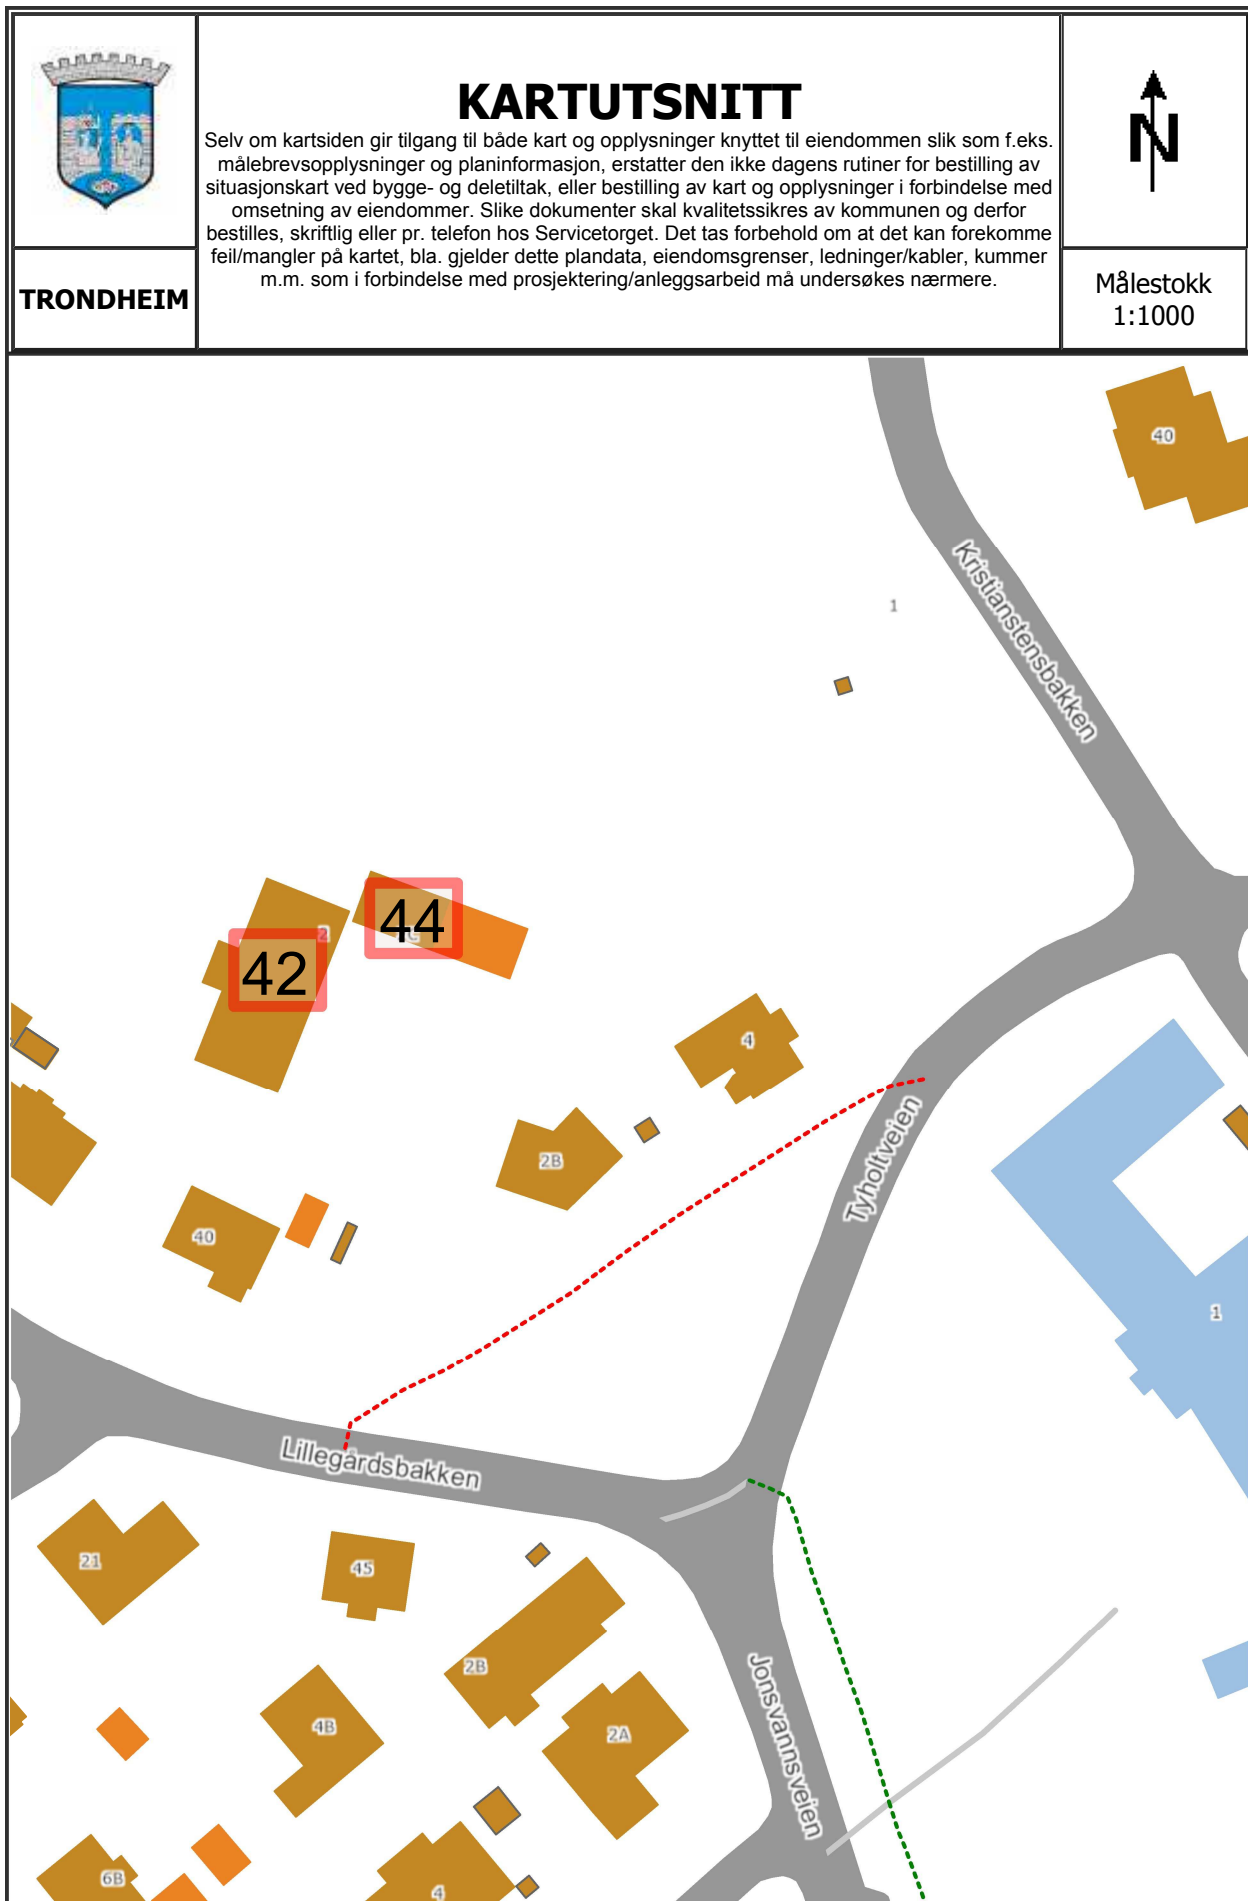 KARTUTSNITT
Selv om kartsiden gir tilgang til både kart og opplysninger knyttet til eiendommen slik som f.eks.
målebrevsopplysninger og planinformasjon, erstatter den ikke dagens rutiner for bestilling av
situasjonskart ved bygge- og deletiltak, eller bestilling av kart og opplysninger i forbindelse med
omsetning av eiendommer. Slike dokumenter skal kvalitetssikres av kommunen og derfor
bestilles, skriftlig eller pr. telefon hos Servicetorget. Det tas forbehold om at det kan forekomme
feil/mangler på kartet, bla. gjelder dette plandata, eiendomsgrenser, ledninger/kabler, kummer
m.m. som i forbindelse med prosjektering/anleggsarbeid må undersøkes nærmere.
TRONDHEIM
N
Målestokk
1:1000
40
Kristianstensbakken
1
44
2
42
4
Tyholtveien
2B
40
1
Lillegårdsbakken
21
45
2B
Jonsvannsveien
4B
2A
6B
4